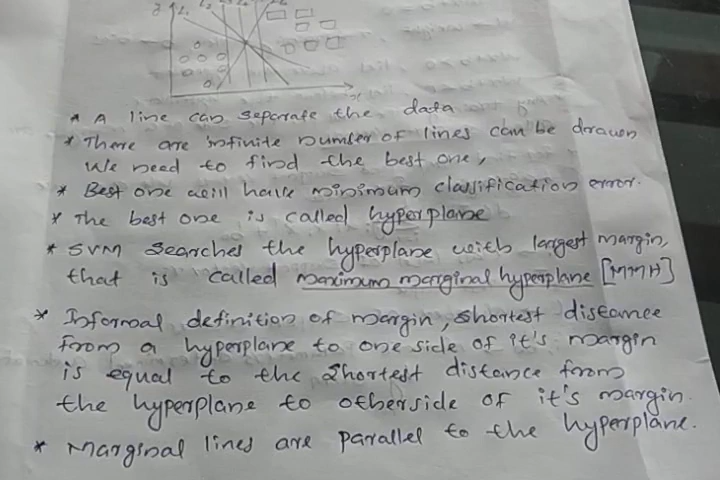 * A line can separate the data
* There are infinite number of lines can be drawn
we need to find the best one,
* Best one will have minimum classification error.
* The best one is called hyperplane
* SVM searches the hyperplane with largest margin,
that is called maximum marginal hyperplane [MMH]
* Informal definition of margin, shortest distance
from a hyperplane to one side of it's margin
is equal to the shortest distance from
the hyperplane to otherside of it's margin.
* Marginal lines are parallel to the hyperplane.